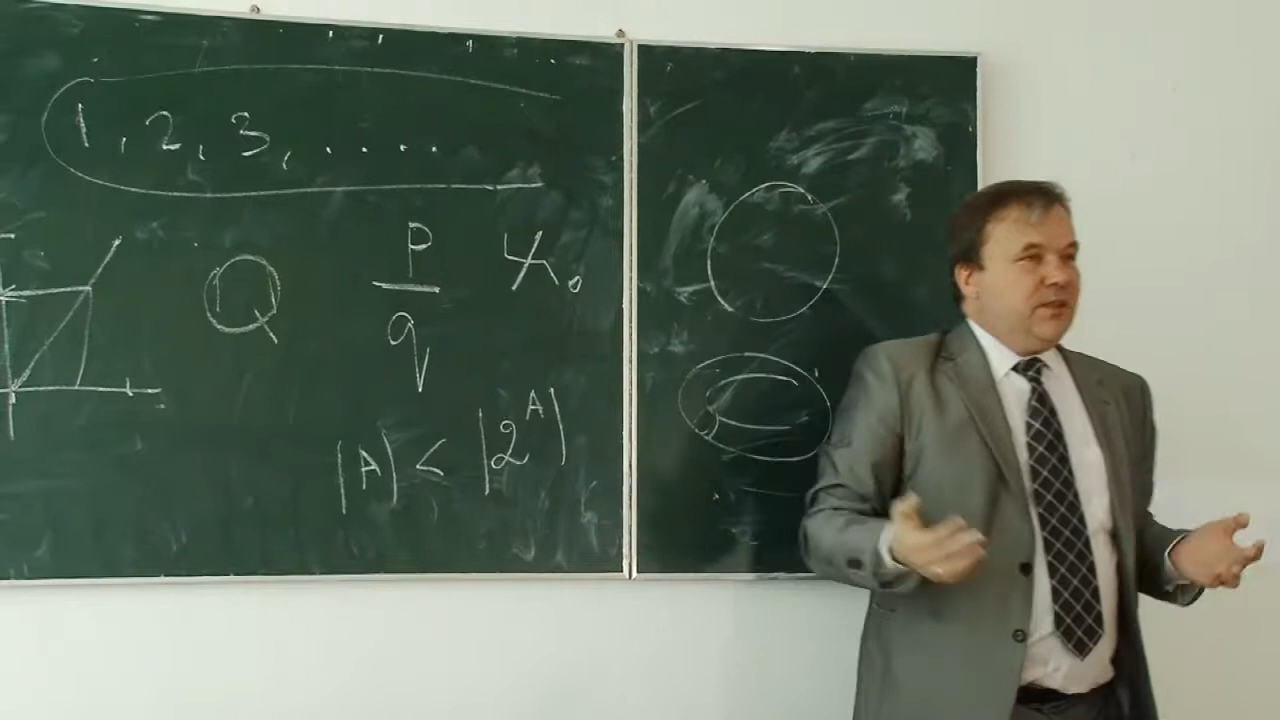 1, 2, 3, . . . .
Q p/q ℵ₀
|A| < |2^A|